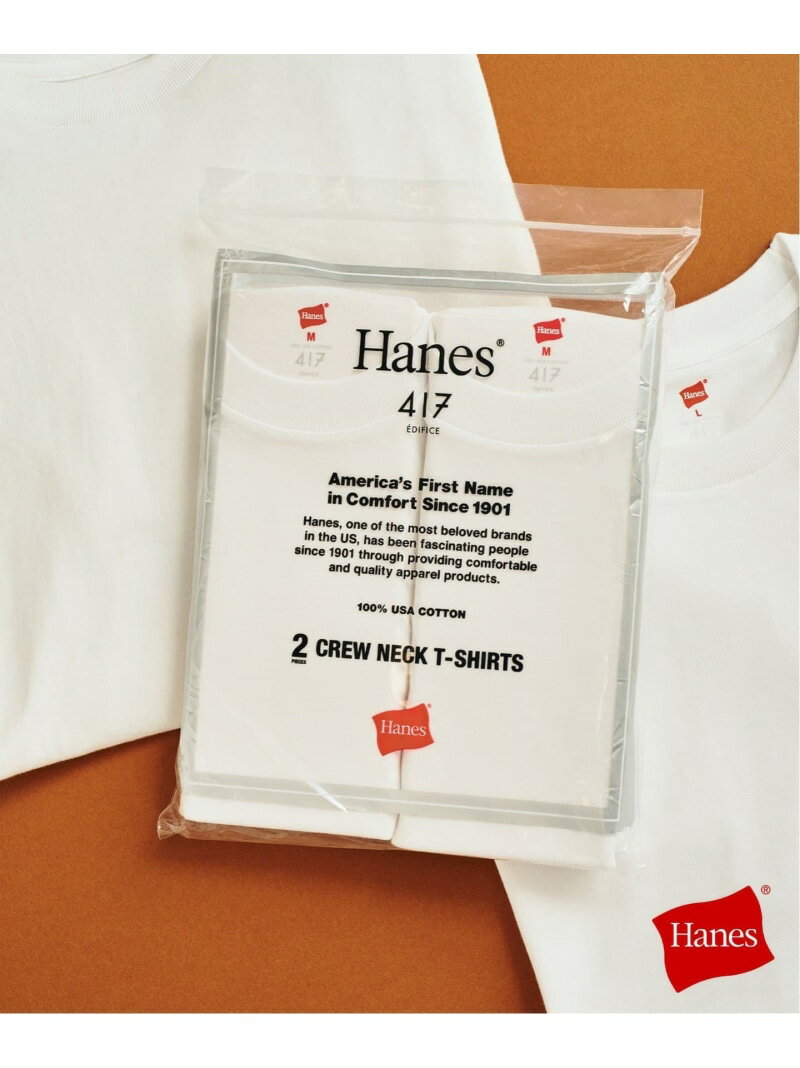 Hanes®
M
417
Hanes®
M
417
Hanes®
417
ÉDIFICE
Hanes
L
America's First Name
in Comfort Since 1901
Hanes, one of the most beloved brands
in the US, has been fascinating people
since 1901 through providing comfortable
and quality apparel products.
100% USA COTTON
2 PIECES CREW NECK T-SHIRTS
Hanes
Hanes®